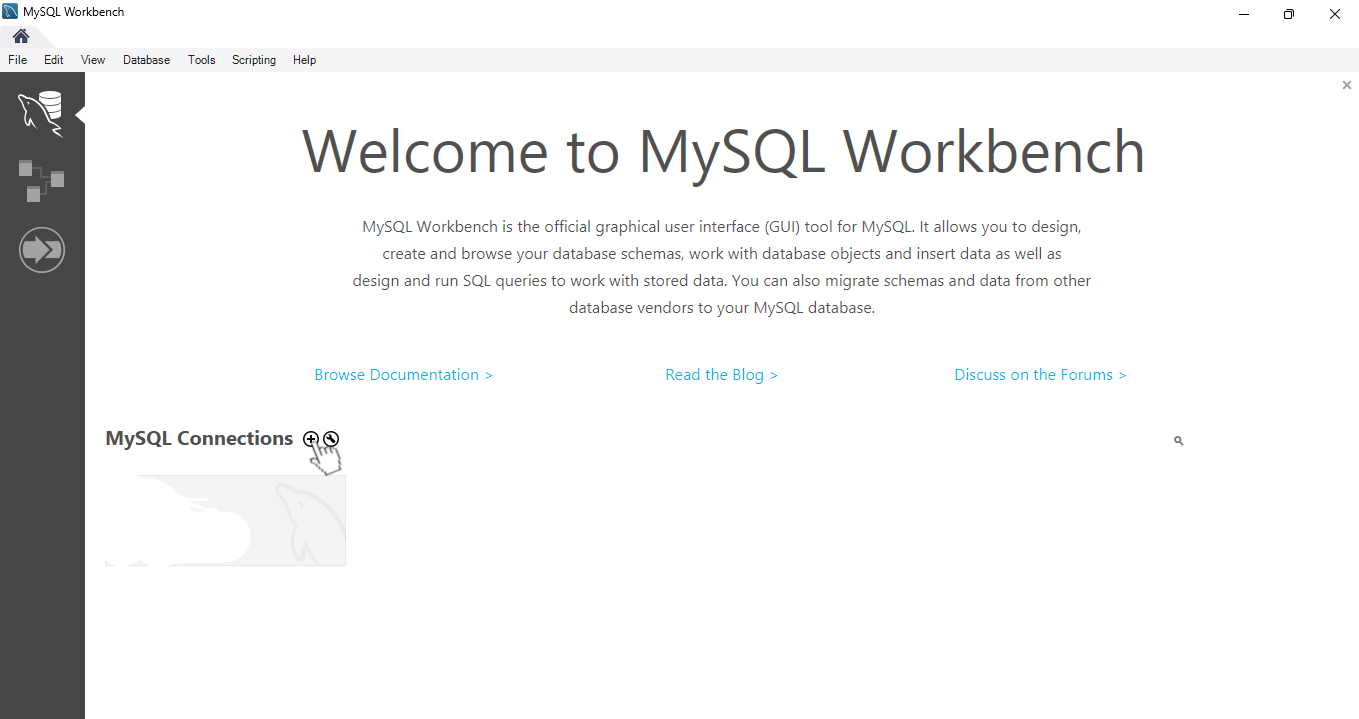 MySQL Workbench
File Edit View Database Tools Scripting Help
Welcome to MySQL Workbench
MySQL Workbench is the official graphical user interface (GUI) tool for MySQL. It allows you to design,
create and browse your database schemas, work with database objects and insert data as well as
design and run SQL queries to work with stored data. You can also migrate schemas and data from other
database vendors to your MySQL database.
Browse Documentation >
Read the Blog >
Discuss on the Forums >
MySQL Connections